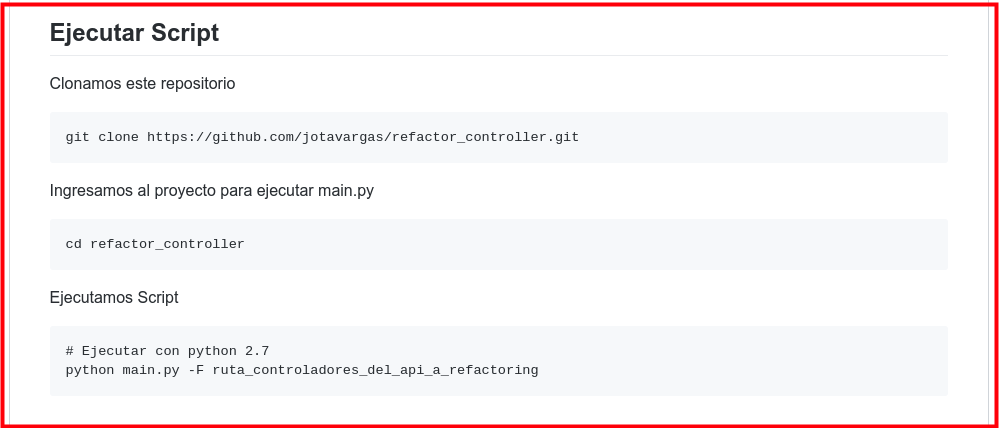 Ejecutar Script
Clonamos este repositorio
git clone https://github.com/jotavargas/refactor_controller.git
Ingresamos al proyecto para ejecutar main.py
cd refactor_controller
Ejecutamos Script
# Ejecutar con python 2.7
python main.py -F ruta_controladores_del_api_a_refactoring